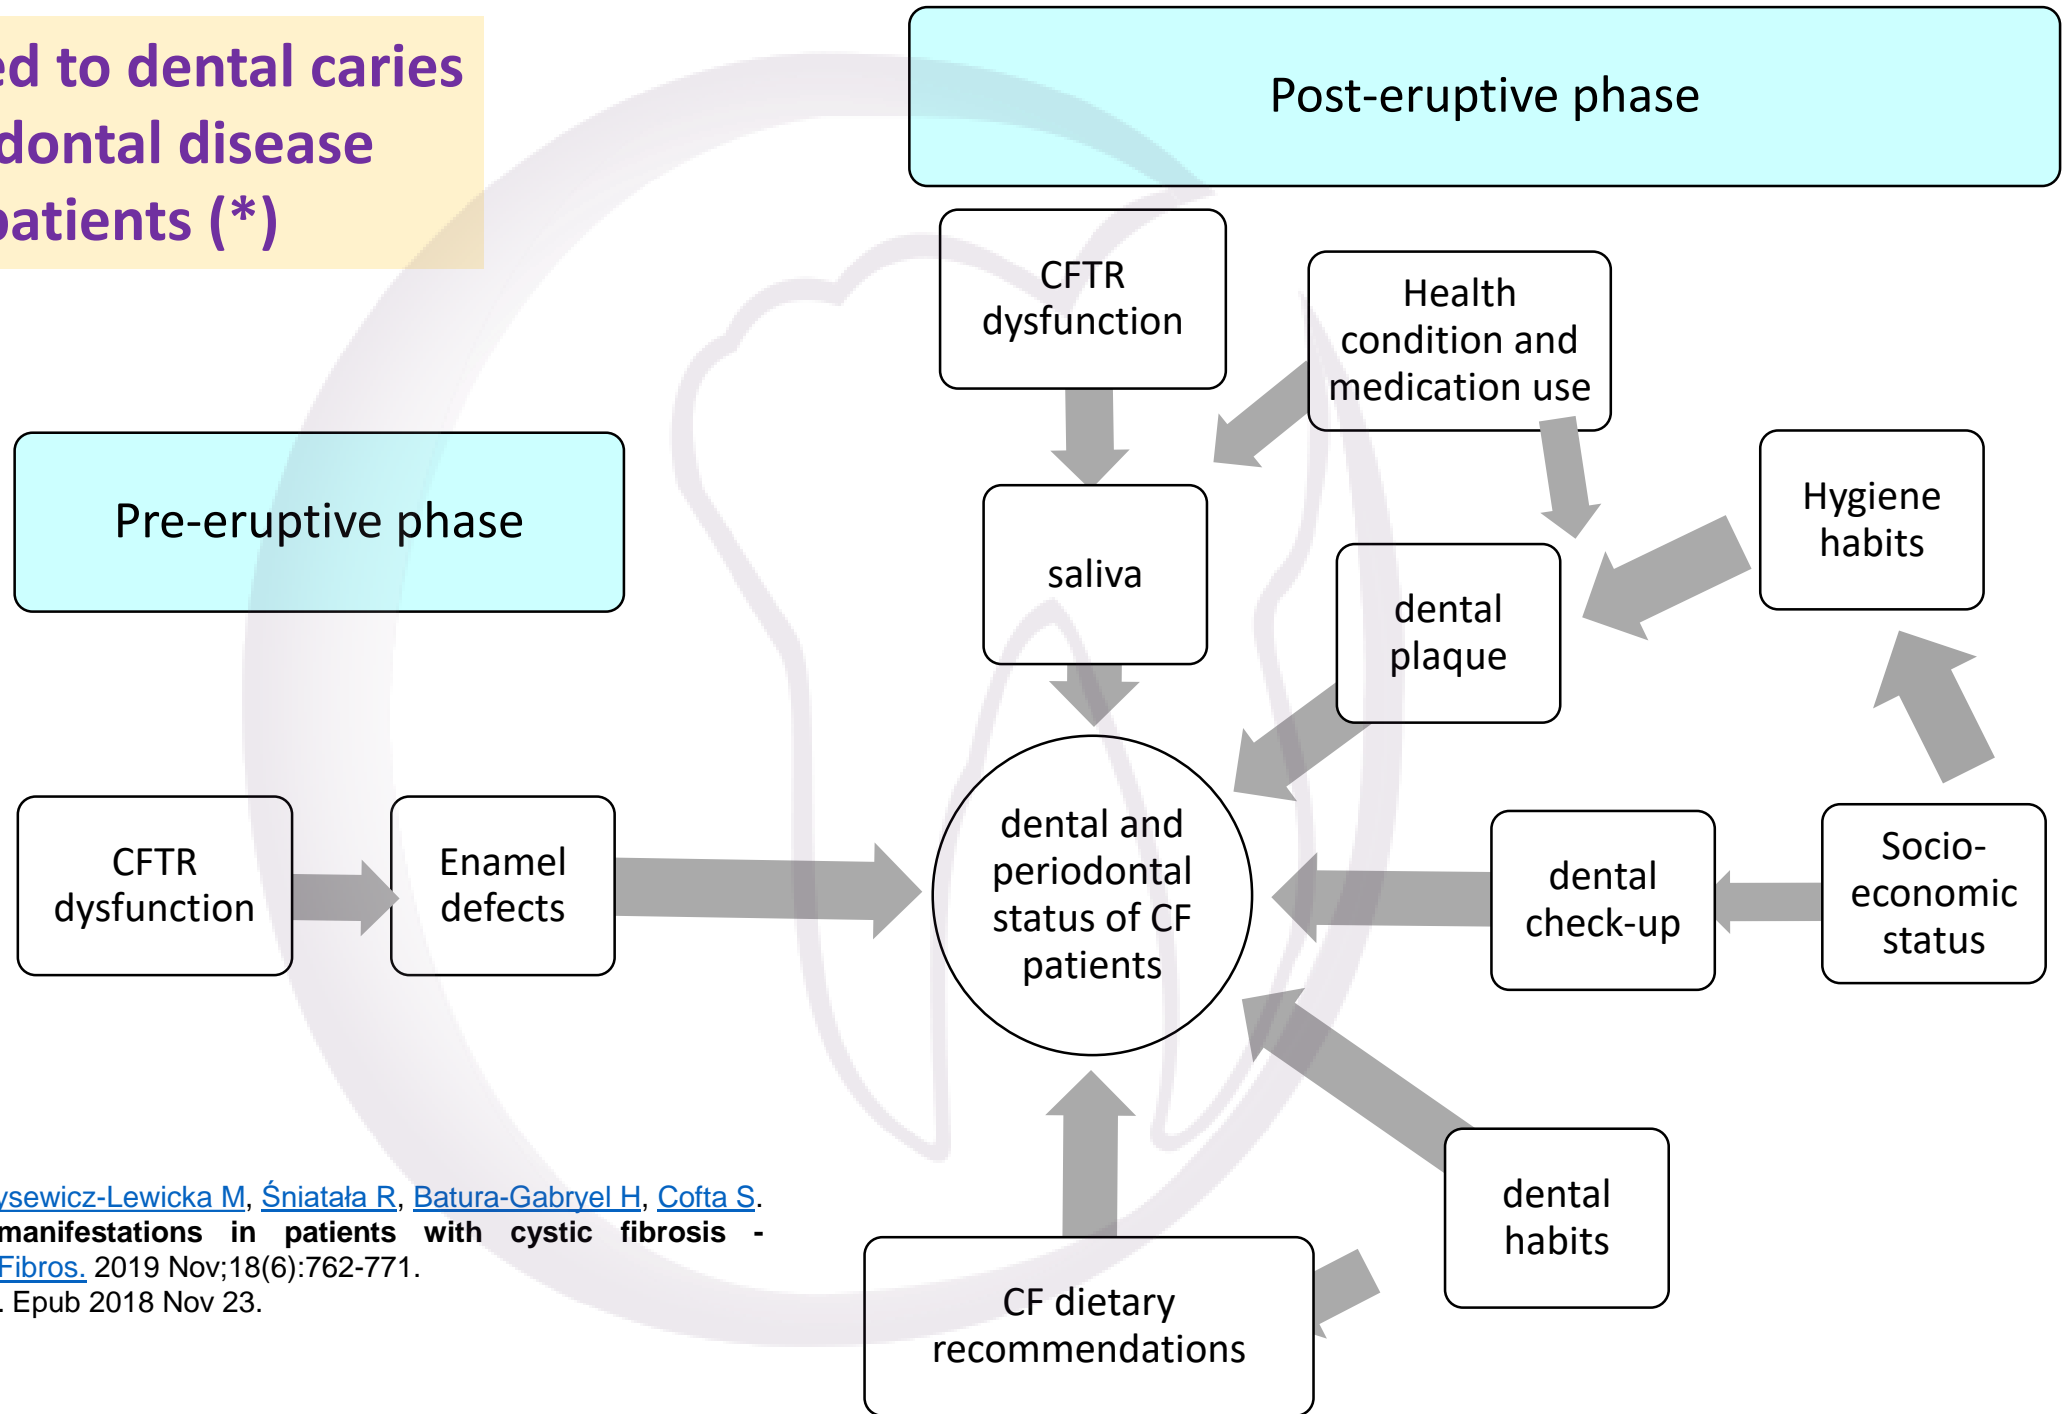 ed to dental caries
dontal disease
patients (*)
Post-eruptive phase
CFTR
dysfunction
Health
condition and
medication use
Pre-eruptive phase
Hygiene
habits
saliva
dental
plaque
CFTR
dysfunction
Enamel
defects
dental and
periodontal
status of CF
patients
dental
check-up
Socio-
economic
status
dental
habits
CF dietary
recommendations
ysewicz-Lewicka M, Śniatała R, Batura-Gabryel H, Cofta S.
manifestations in patients with cystic fibrosis -
Fibros. 2019 Nov;18(6):762-771.
. Epub 2018 Nov 23.